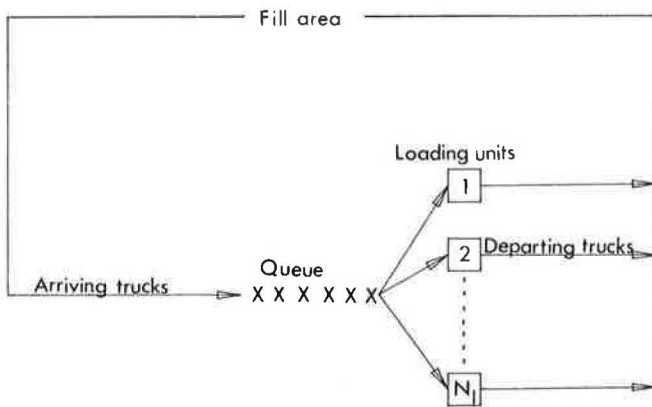 Fill area
Loading units
1
2 Departing trucks
Queue
Arriving trucks X X X X X X
N₁